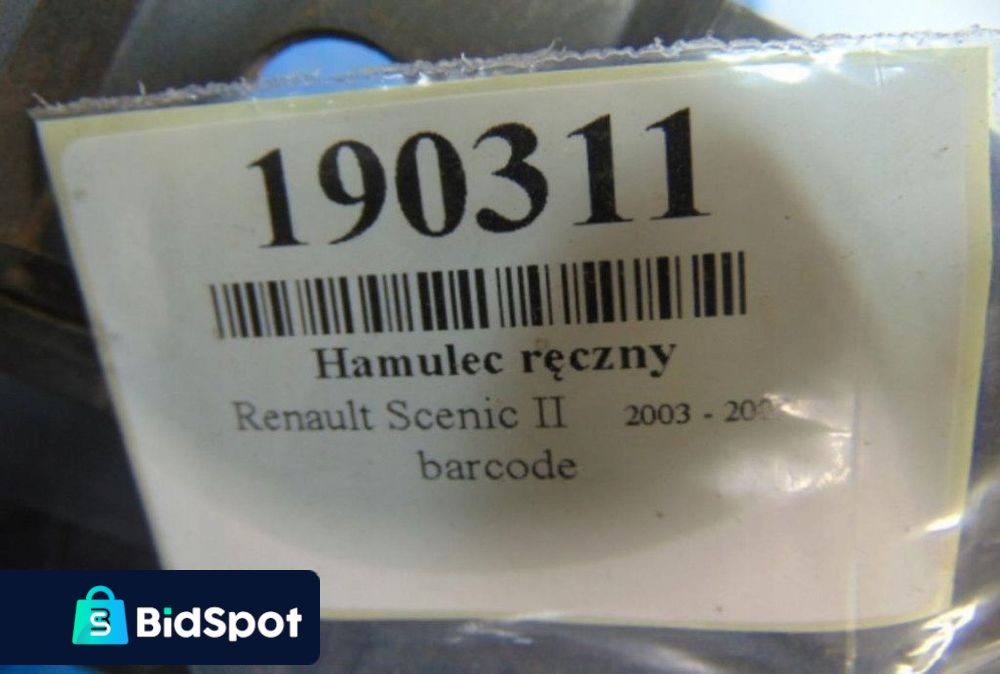 190311
Hamulec ręczny
Renault Scenic II 2003 -
barcode
BidSpot